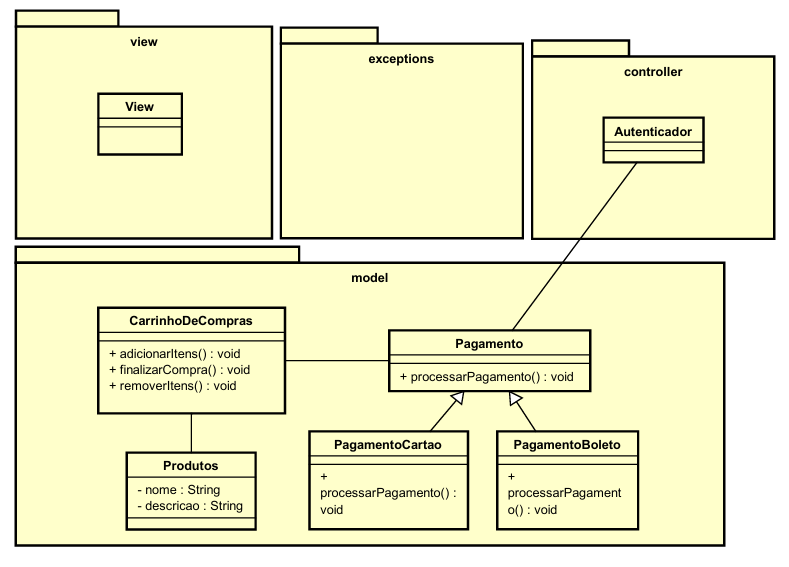 view
exceptions
controller
View
Autenticador
model
CarrinhoDeCompras
+ adicionarItens() : void
+ finalizarCompra() : void
+ removerItens() : void
Pagamento
+ processarPagamento() : void
Produtos
- nome : String
- descricao : String
PagamentoCartao
+
processarPagamento() :
void
PagamentoBoleto
+
processarPagament
o() : void